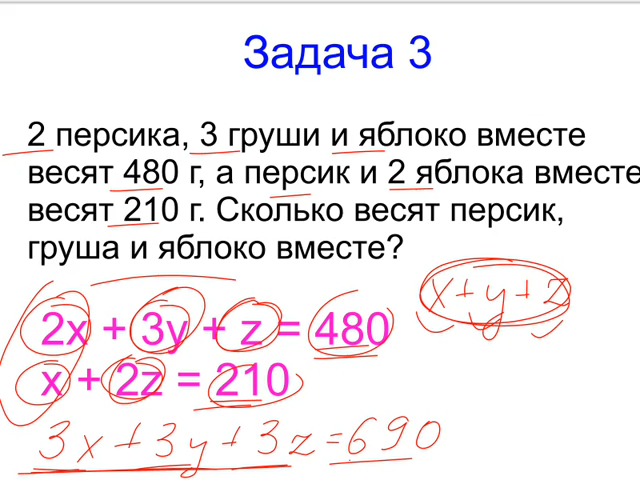 Задача 3
2 персика, 3 груши и яблоко вместе
весят 480 г, а персик и 2 яблока вместе
весят 210 г. Сколько весят персик,
груша и яблоко вместе?
x + y + z
2x + 3y + z = 480
x + 2z = 210
3x + 3y + 3z = 690